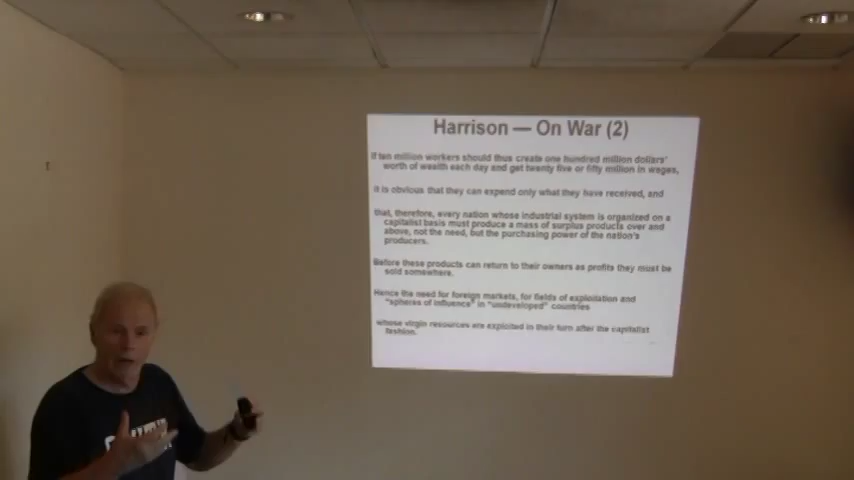 Harrison — On War (2)
If ten million workers should thus create one hundred million dollars'
worth of wealth each day and get twenty five or fifty million in wages,
it is obvious that they can expend only what they have received, and
that, therefore, every nation whose industrial system is organized on a
capitalist basis must produce a mass of surplus products over and
above, not the need, but the purchasing power of the nation's
producers.
Before these products can return to their owners as profits they must be
sold somewhere.
Hence the need for foreign markets, for fields of exploitation and
"spheres of influence" in "undeveloped" countries
whose virgin resources are exploited in their turn after the capitalist
fashion.